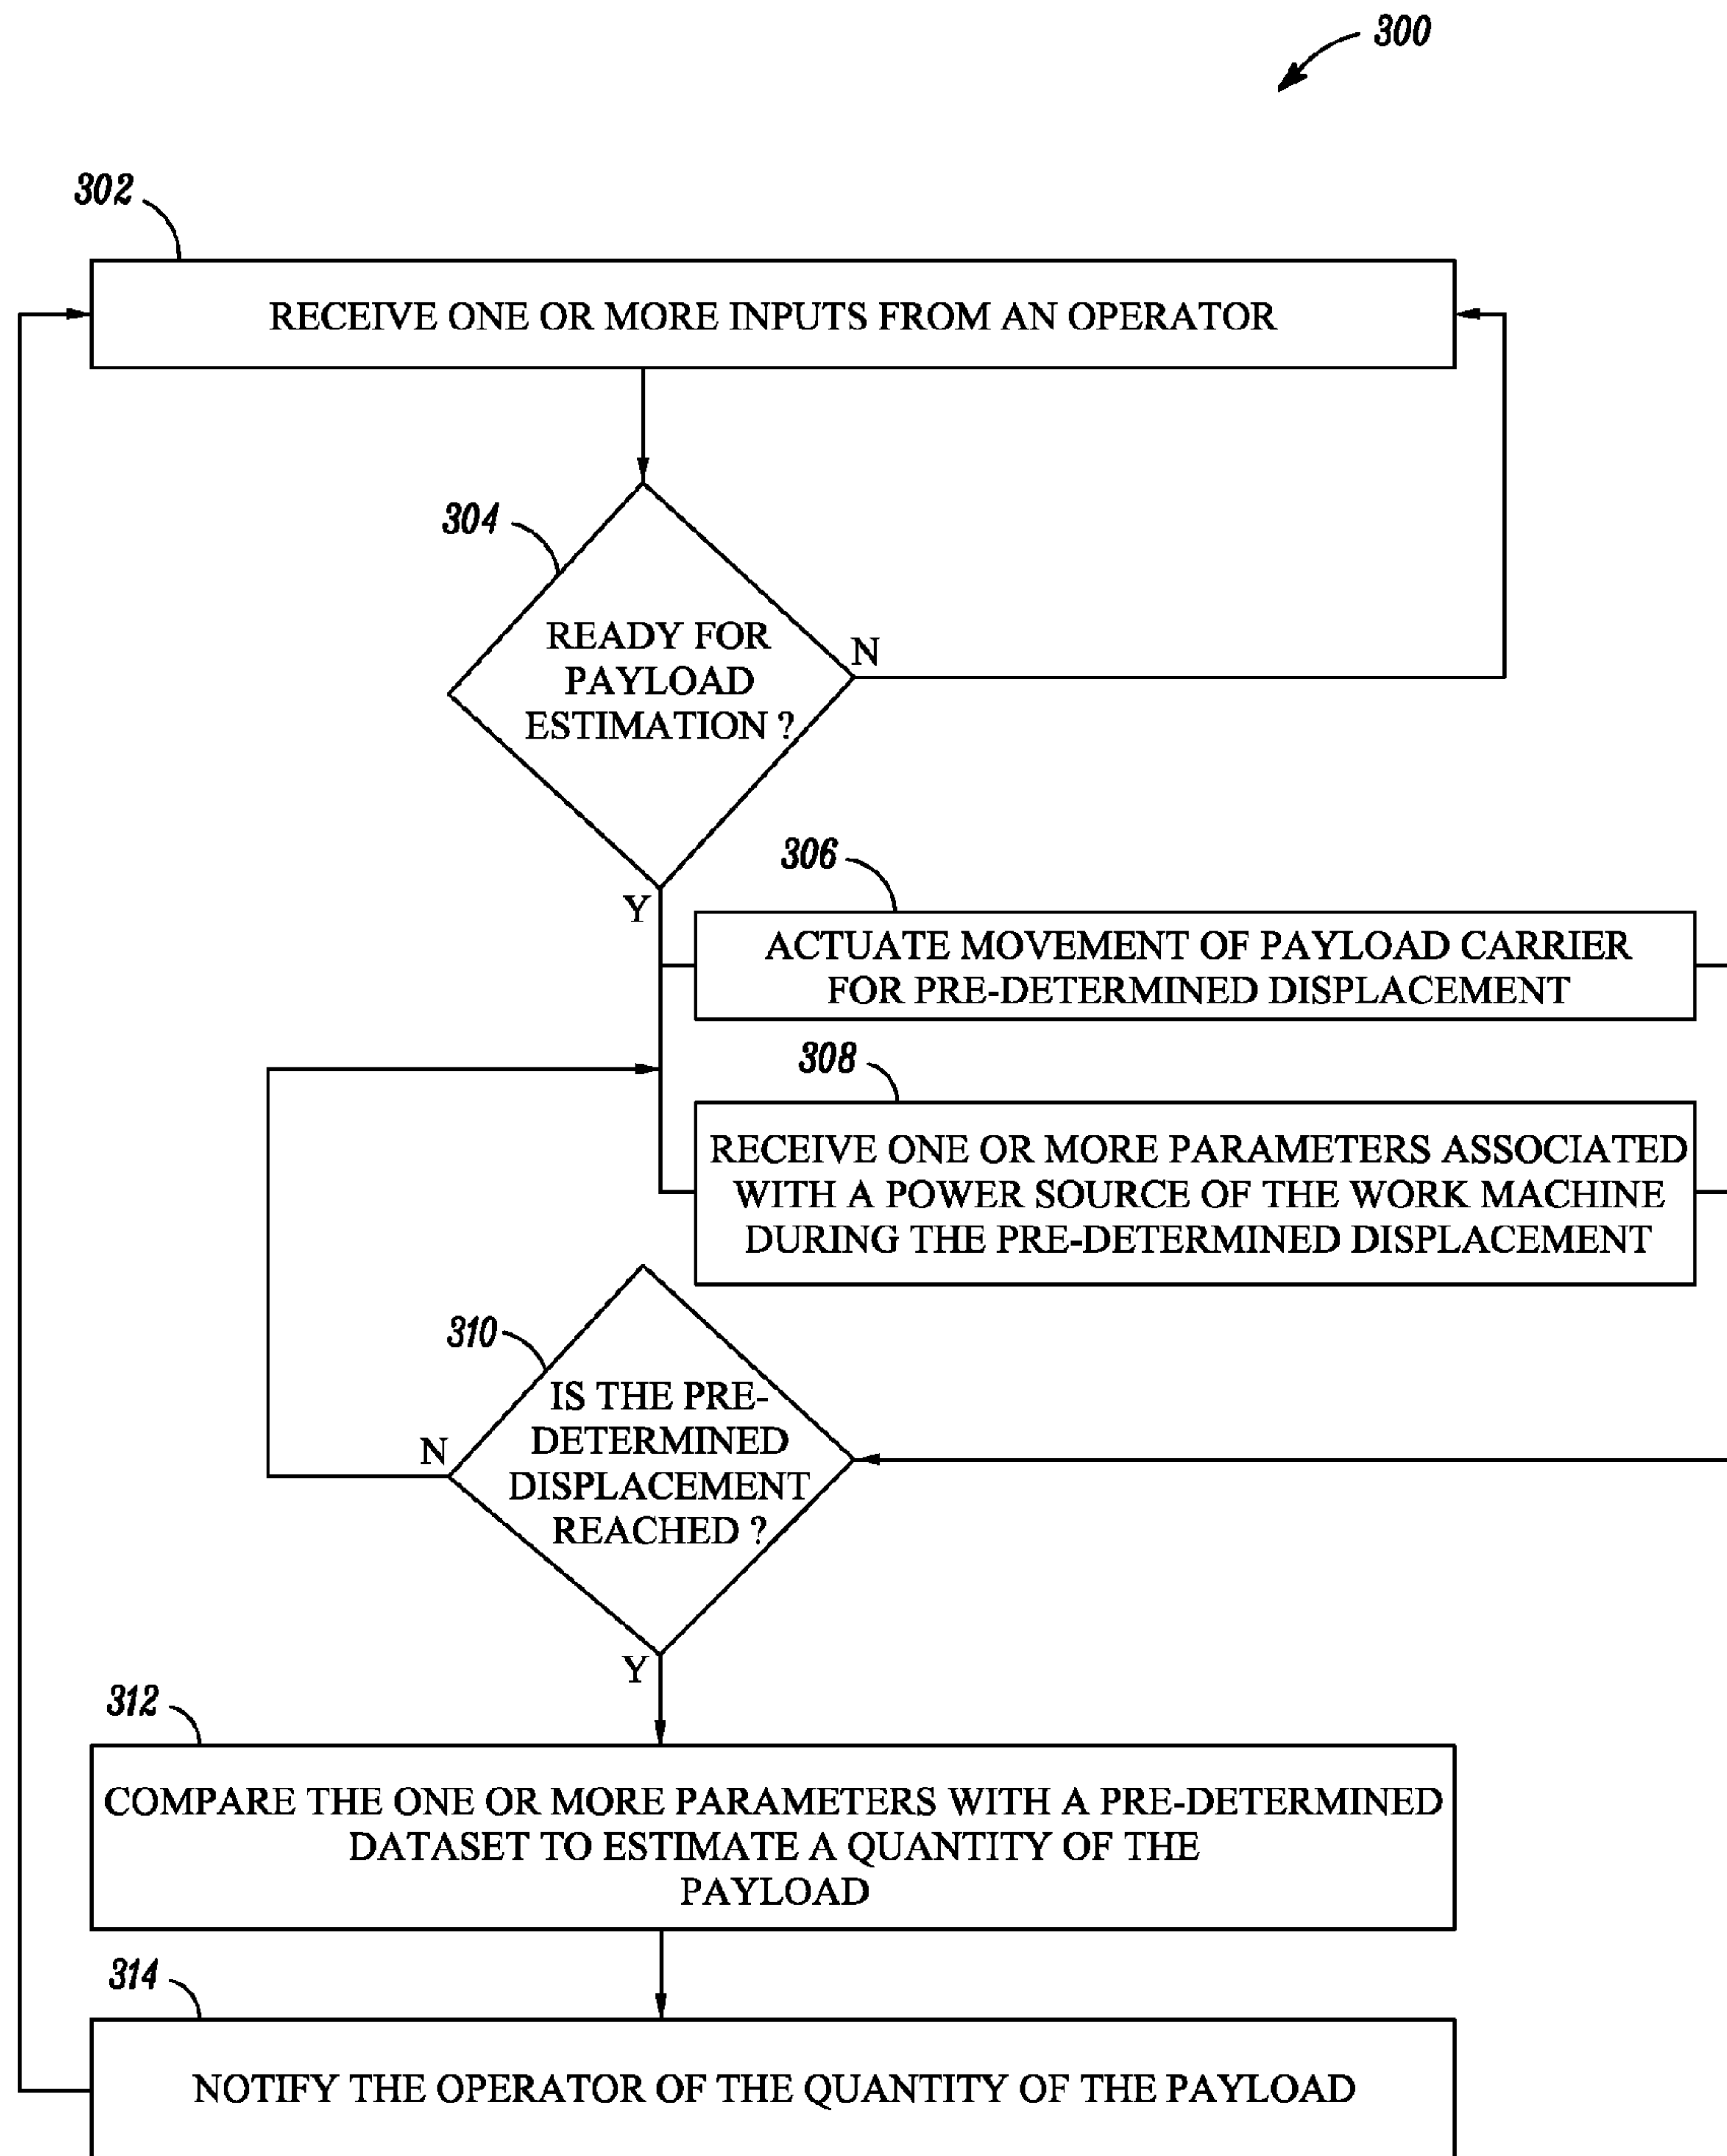 300
302
RECEIVE ONE OR MORE INPUTS FROM AN OPERATOR
304
READY FOR
PAYLOAD
ESTIMATION ?
N
Y
306
ACTUATE MOVEMENT OF PAYLOAD CARRIER
FOR PRE-DETERMINED DISPLACEMENT
308
RECEIVE ONE OR MORE PARAMETERS ASSOCIATED
WITH A POWER SOURCE OF THE WORK MACHINE
DURING THE PRE-DETERMINED DISPLACEMENT
310
IS THE PRE-
DETERMINED
DISPLACEMENT
REACHED ?
N
Y
312
COMPARE THE ONE OR MORE PARAMETERS WITH A PRE-DETERMINED
DATASET TO ESTIMATE A QUANTITY OF THE
PAYLOAD
314
NOTIFY THE OPERATOR OF THE QUANTITY OF THE PAYLOAD